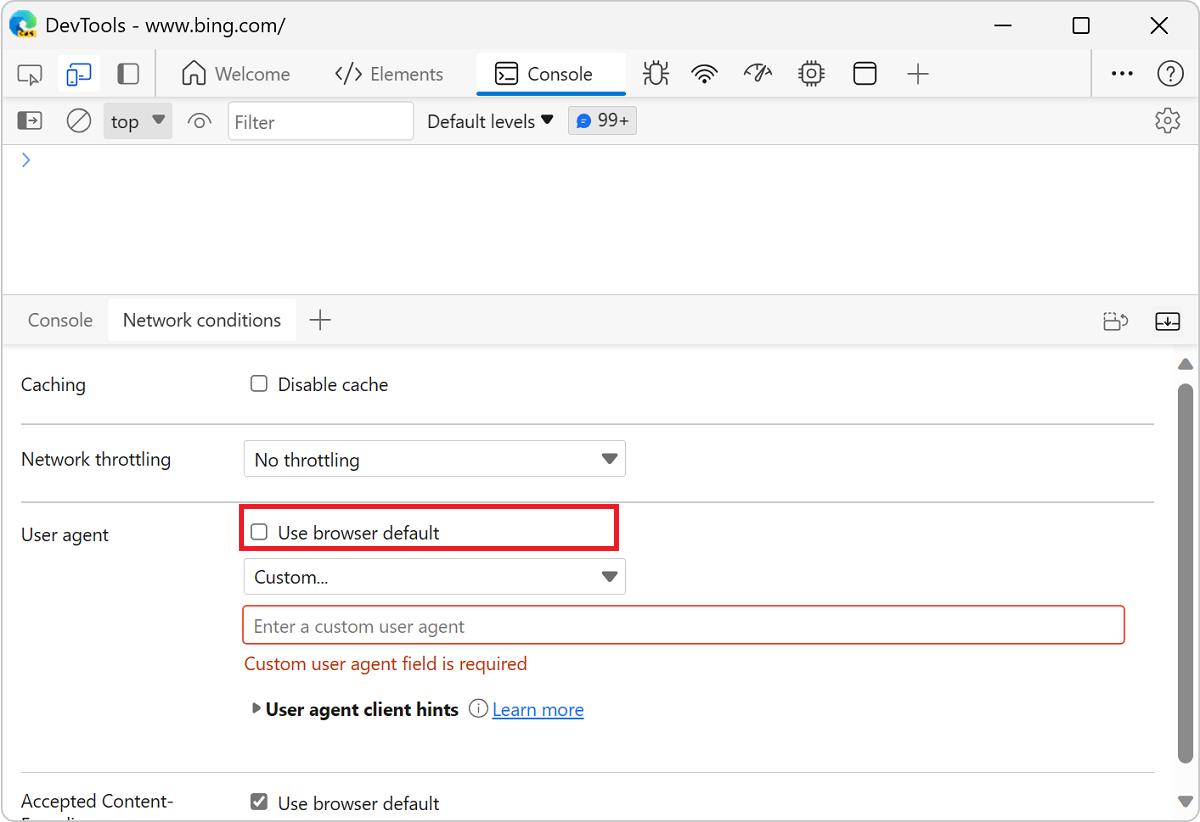 DevTools - www.bing.com/
Welcome </> Elements Console
top Filter Default levels 99+
Console Network conditions
Caching Disable cache
Network throttling No throttling
User agent Use browser default
Custom...
Enter a custom user agent
Custom user agent field is required
User agent client hints Learn more
Accepted Content- Use browser default